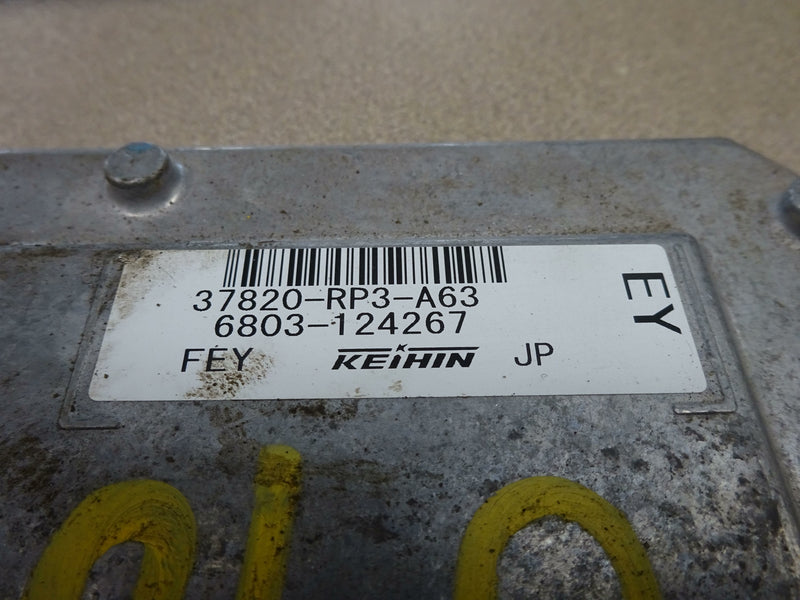 37820-RP3-A63
6803-124267
FEY KEIHIN JP
EY